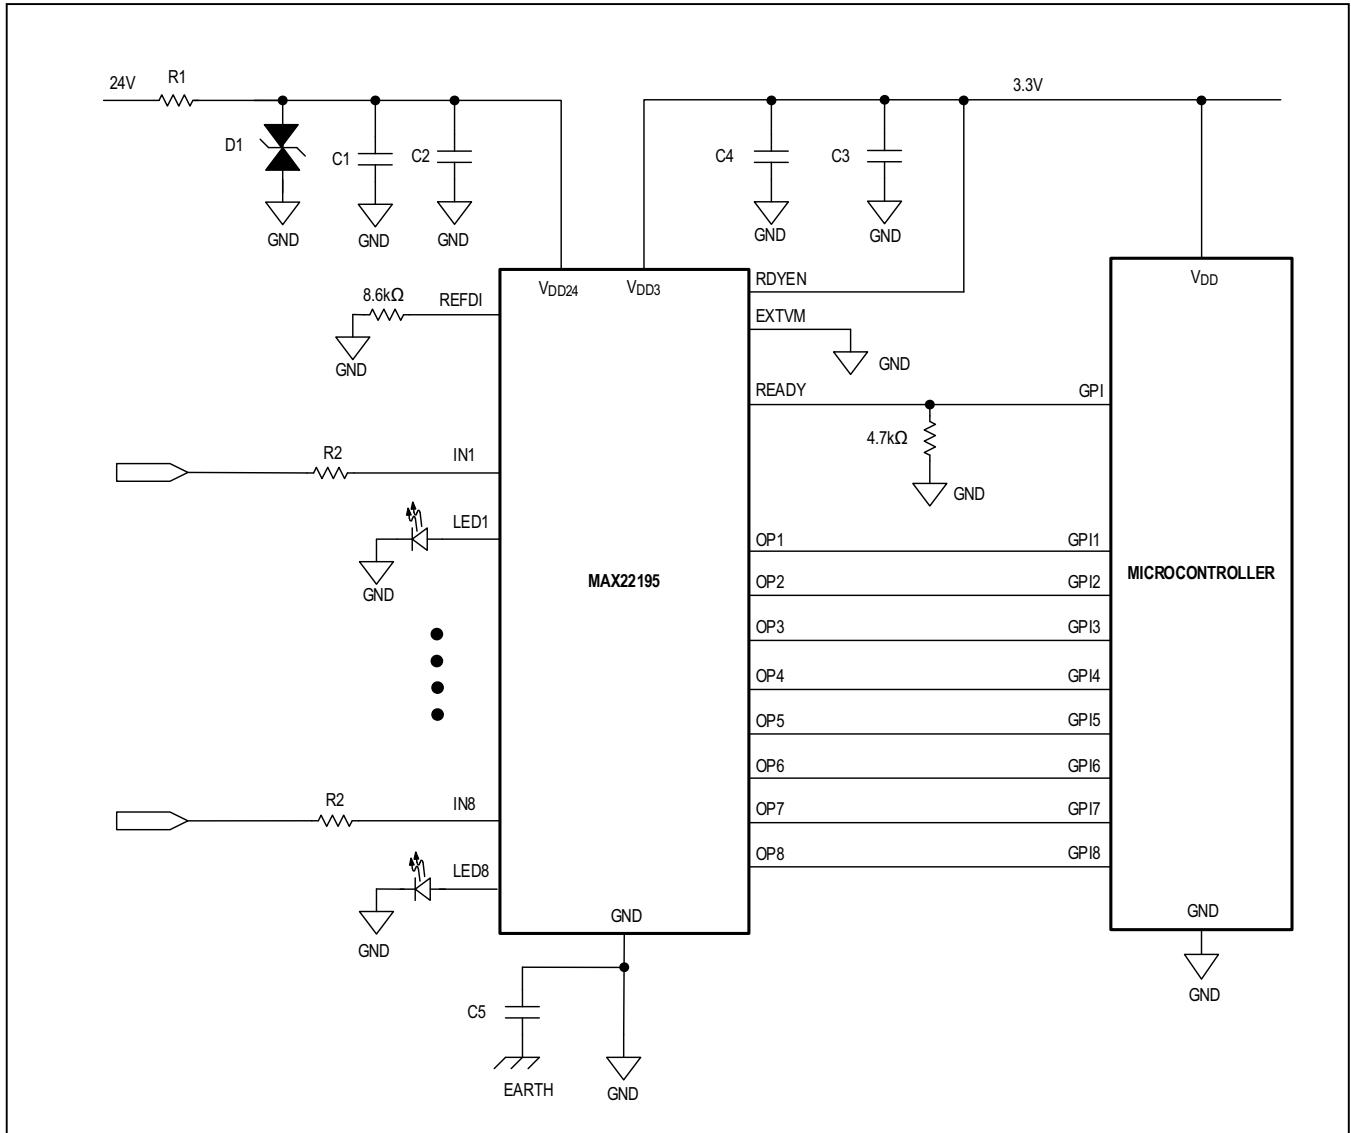 24V
R1
3.3V
D1
C1
C2
C4
C3
GND
GND
GND
GND
GND
VDD24
VDD3
RDYEN
VDD
8.6kΩ
REFDI
EXTVM
GND
GND
READY
GPI
4.7kΩ
GND
R2
IN1
LED1
GND
MAX22195
MICROCONTROLLER
OP1
GPI1
OP2
GPI2
OP3
GPI3
OP4
GPI4
OP5
GPI5
OP6
GPI6
OP7
GPI7
OP8
GPI8
R2
IN8
LED8
GND
GND
GND
C5
EARTH
GND
GND